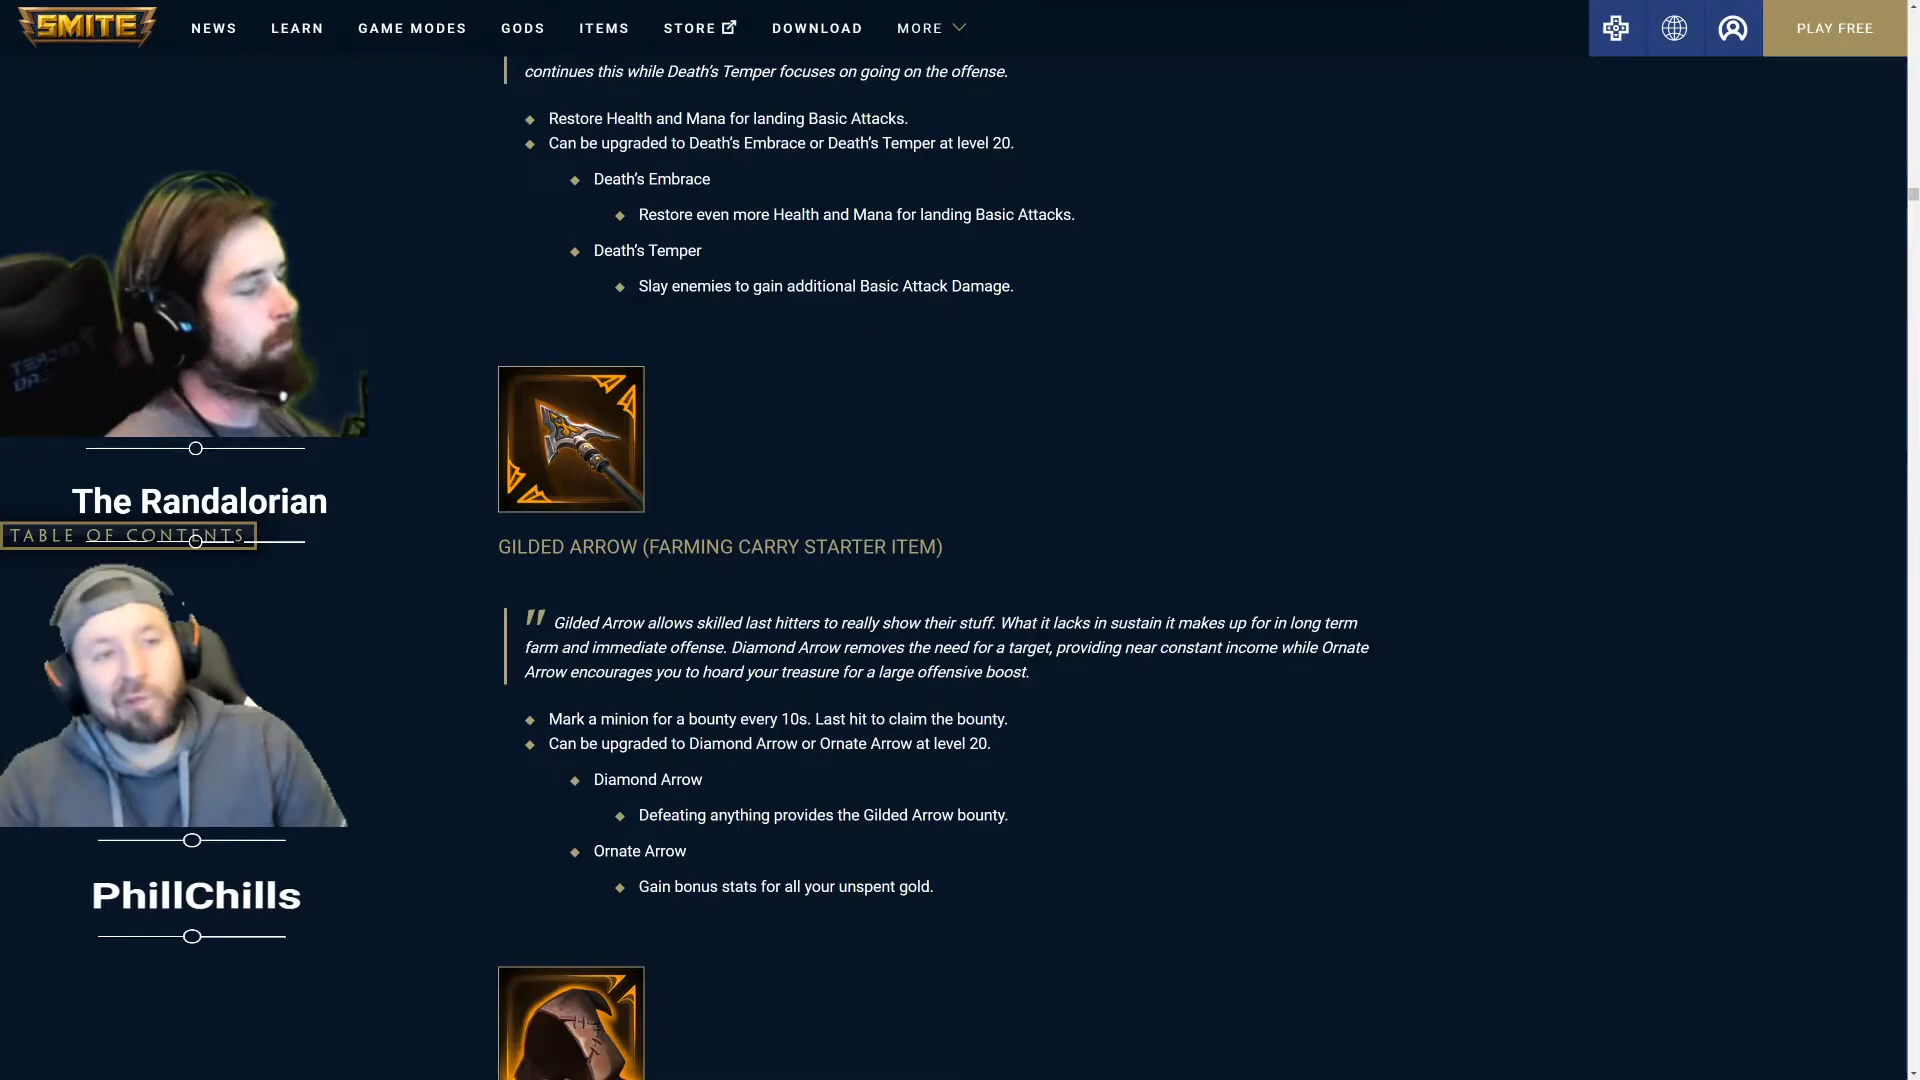 SMITE
NEWS
LEARN
GAME MODES
GODS
ITEMS
STORE
DOWNLOAD
MORE
PLAY FREE
continues this while Death’s Temper focuses on going on the offense.
Restore Health and Mana for landing Basic Attacks.
Can be upgraded to Death’s Embrace or Death’s Temper at level 20.
Death’s Embrace
Restore even more Health and Mana for landing Basic Attacks.
Death’s Temper
Slay enemies to gain additional Basic Attack Damage.
The Randalorian
TABLE OF CONTENTS
GILDED ARROW (FARMING CARRY STARTER ITEM)
" Gilded Arrow allows skilled last hitters to really show their stuff. What it lacks in sustain it makes up for in long term
farm and immediate offense. Diamond Arrow removes the need for a target, providing near constant income while Ornate
Arrow encourages you to hoard your treasure for a large offensive boost.
Mark a minion for a bounty every 10s. Last hit to claim the bounty.
Can be upgraded to Diamond Arrow or Ornate Arrow at level 20.
Diamond Arrow
Defeating anything provides the Gilded Arrow bounty.
Ornate Arrow
Gain bonus stats for all your unspent gold.
PhillChills